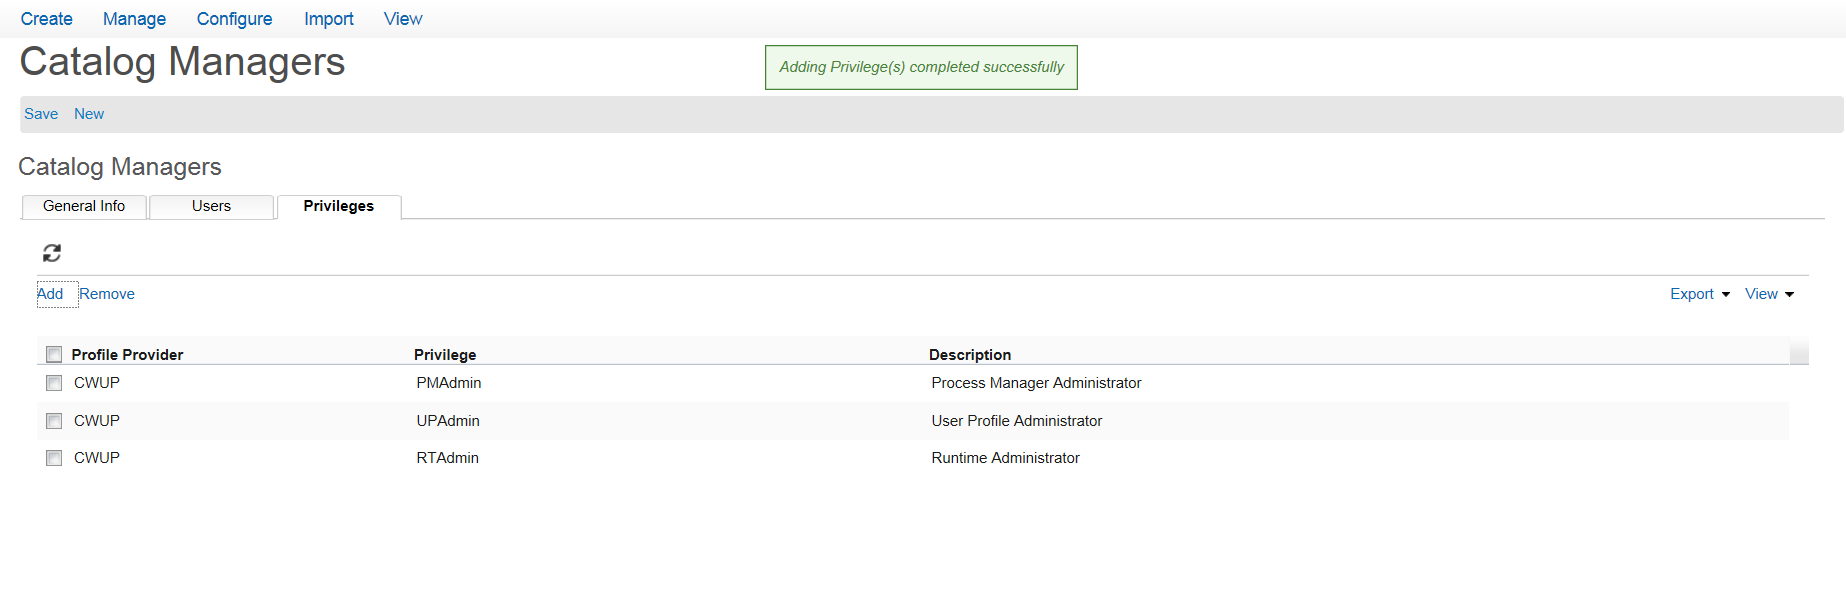 Create Manage Configure Import View
Catalog Managers
Adding Privilege(s) completed successfully
Save New
Catalog Managers
General Info Users Privileges
Add Remove Export View
Profile Provider Privilege Description
CWUP PMAdmin Process Manager Administrator
CWUP UPAdmin User Profile Administrator
CWUP RTAdmin Runtime Administrator